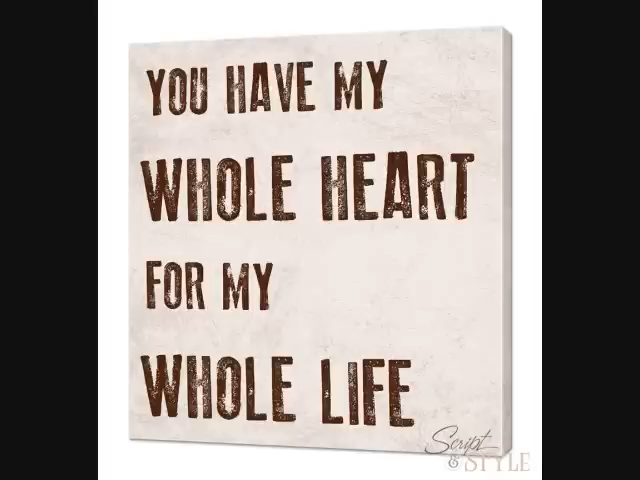 YOU HAVE MY
WHOLE HEART
FOR MY
WHOLE LIFE
Script
& STYLE